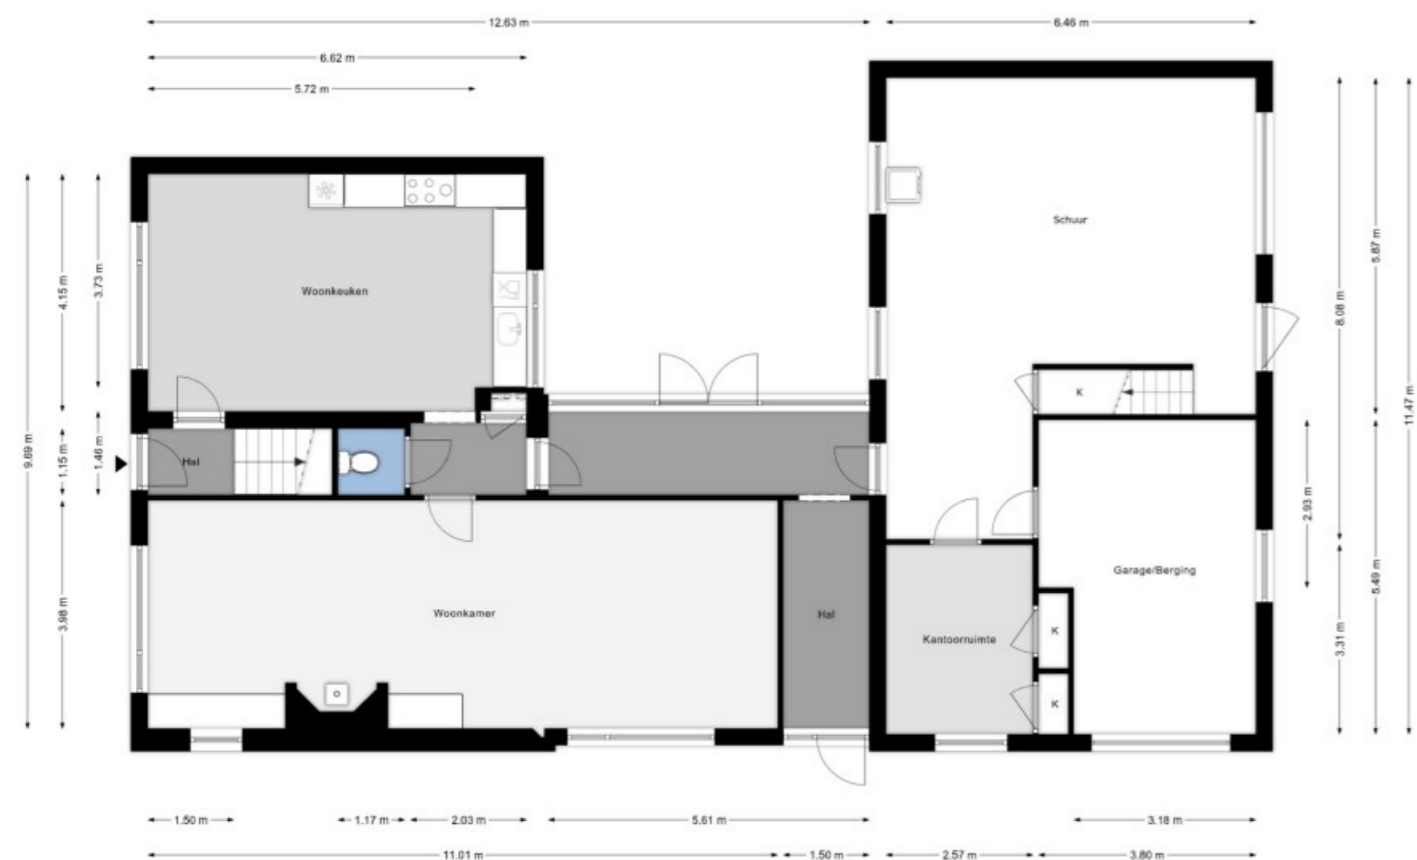 12.63 m
6.46 m
6.62 m
5.72 m
Schuur
Woonkeuken
K
Hal
Garage/Berging
Woonkamer
Hal
Kantoorruimte
K
K
9.69 m
4.15 m
1.15 m
3.98 m
3.73 m
1.46 m
2.93 m
8.08 m
3.31 m
5.87 m
5.49 m
11.47 m
1.50 m
1.17 m
2.03 m
5.61 m
3.18 m
11.01 m
1.50 m
2.57 m
3.80 m